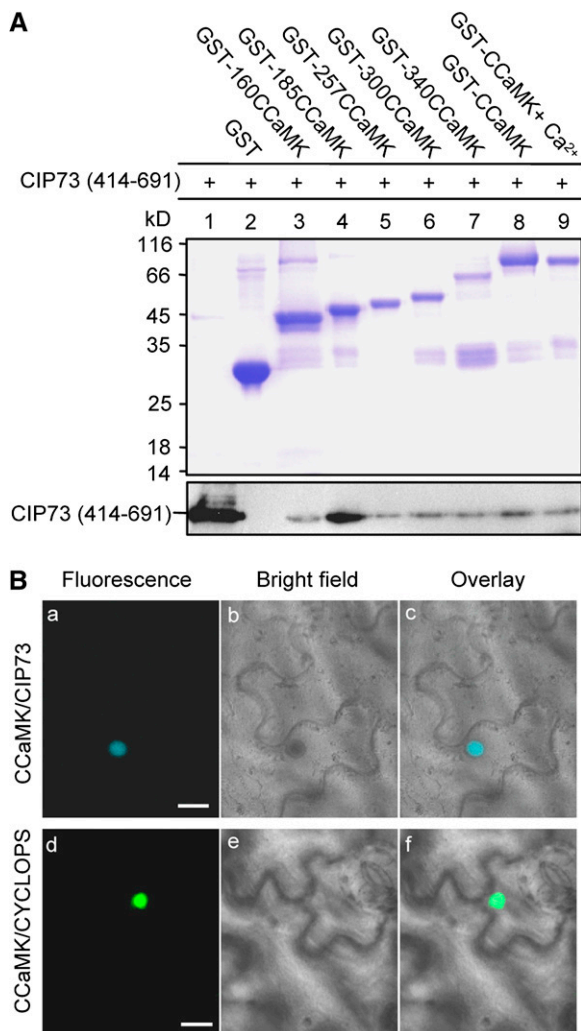 A
GST
GST-160CCaMK
GST-185CCaMK
GST-257CCaMK
GST-300CCaMK
GST-340CCaMK
GST-CCaMK
GST-CCaMK+ Ca²⁺
CIP73 (414-691) + + + + + + + + +
kD 1 2 3 4 5 6 7 8 9
116
66
45
35
25
18
14
CIP73 (414-691)
B
Fluorescence Bright field Overlay
CCaMK/CIP73
a b c
CCaMK/CYCLOPS
d e f